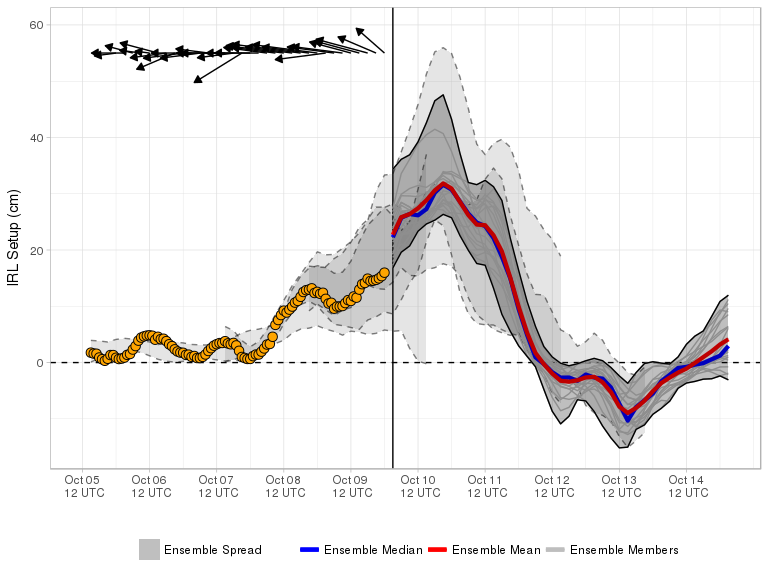 60
40
20
0
IRL Setup (cm)
Oct 05 Oct 06 Oct 07 Oct 08 Oct 09 Oct 10 Oct 11 Oct 12 Oct 13 Oct 14
12 UTC 12 UTC 12 UTC 12 UTC 12 UTC 12 UTC 12 UTC 12 UTC 12 UTC 12 UTC
Ensemble Spread Ensemble Median Ensemble Mean Ensemble Members